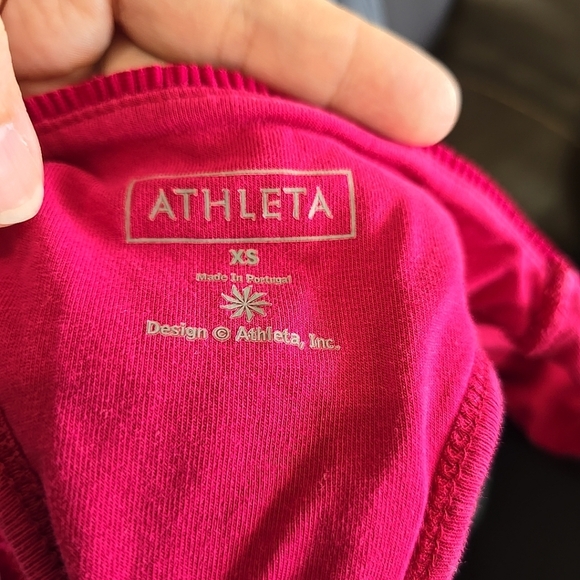 ATHLETA
XS
Made In Portugal
Design © Athleta, Inc.